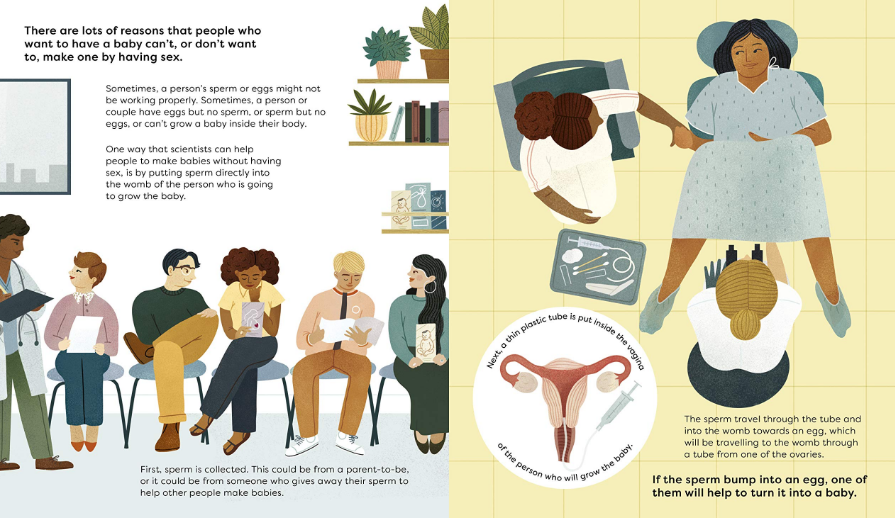 There are lots of reasons that people who
want to have a baby can't, or don't want
to, make one by having sex.
Sometimes, a person's sperm or eggs might not
be working properly. Sometimes, a person or
couple have eggs but no sperm, or sperm but no
eggs, or can't grow a baby inside their body.
One way that scientists can help
people to make babies without having
sex, is by putting sperm directly into
the womb of the person who is going
to grow the baby.
First, sperm is collected. This could be from a parent-to-be,
or it could be from someone who gives away their sperm to
help other people make babies.
Next, a thin plastic tube is put inside the vagina
of the person who will grow the baby.
The sperm travel through the tube and
into the womb towards an egg, which
will be travelling to the womb through
a tube from one of the ovaries.
If the sperm bump into an egg, one of
them will help to turn it into a baby.